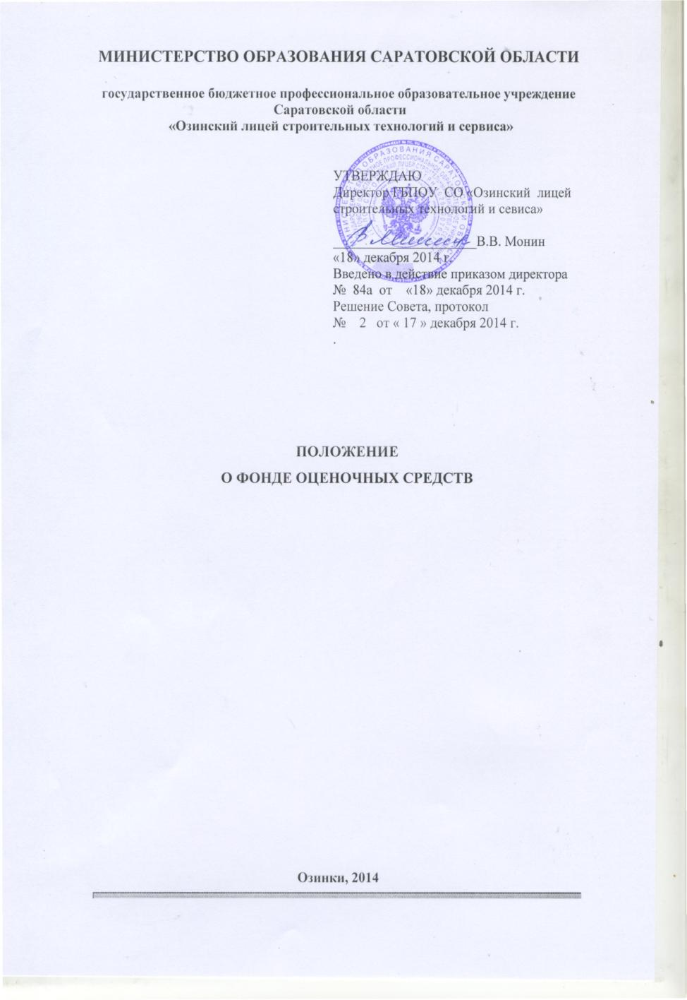 МИНИСТЕРСТВО ОБРАЗОВАНИЯ САРАТОВСКОЙ ОБЛАСТИ
государственное бюджетное профессиональное образовательное учреждение
Саратовской области
«Озинский лицей строительных технологий и сервиса»
УТВЕРЖДАЮ
Директор ГБПОУ СО «Озинский лицей
строительных технологий и севиса»
В.В. Монин
«18» декабря 2014 г.
Введено в действие приказом директора
№ 84а от «18» декабря 2014 г.
Решение Совета, протокол
№ 2 от « 17 » декабря 2014 г.
.
ПОЛОЖЕНИЕ
О ФОНДЕ ОЦЕНОЧНЫХ СРЕДСТВ
Озинки, 2014